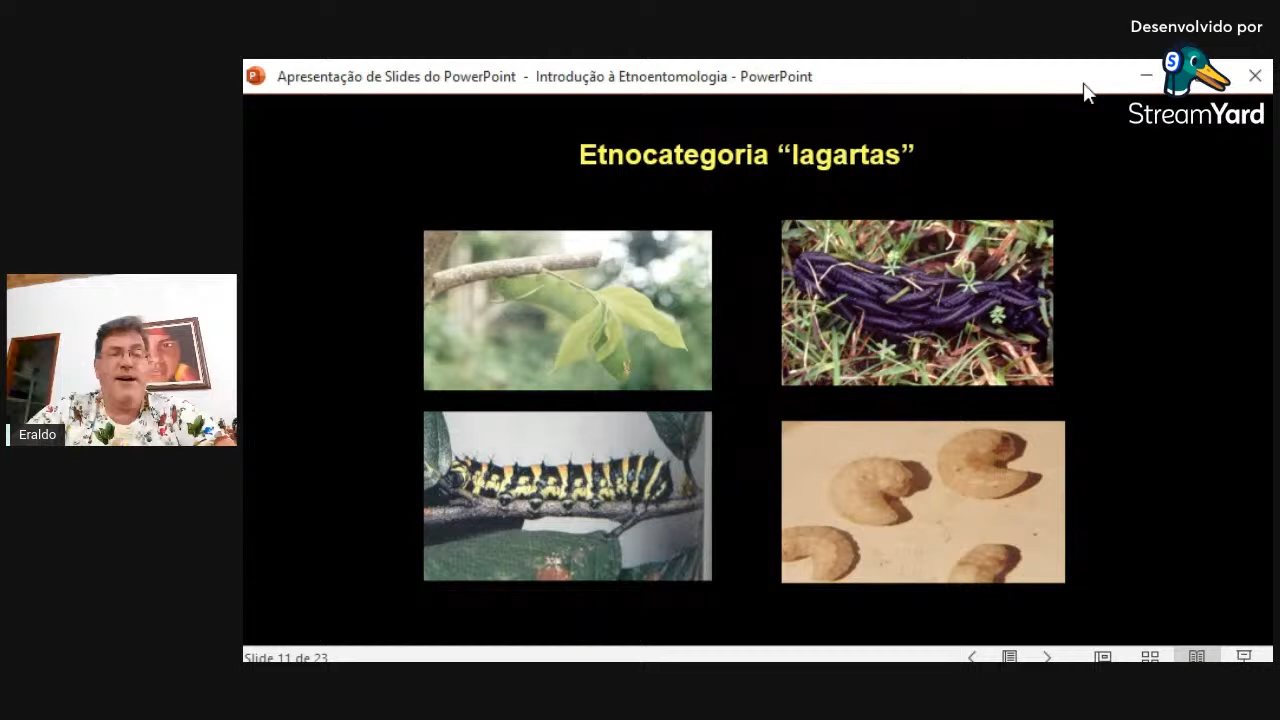 Desenvolvido por
StreamYard
Apresentação de Slides do PowerPoint - Introdução à Etnoentomologia - PowerPoint
Etnocategoria “lagartas”
Eraldo
Slide 11 de 23